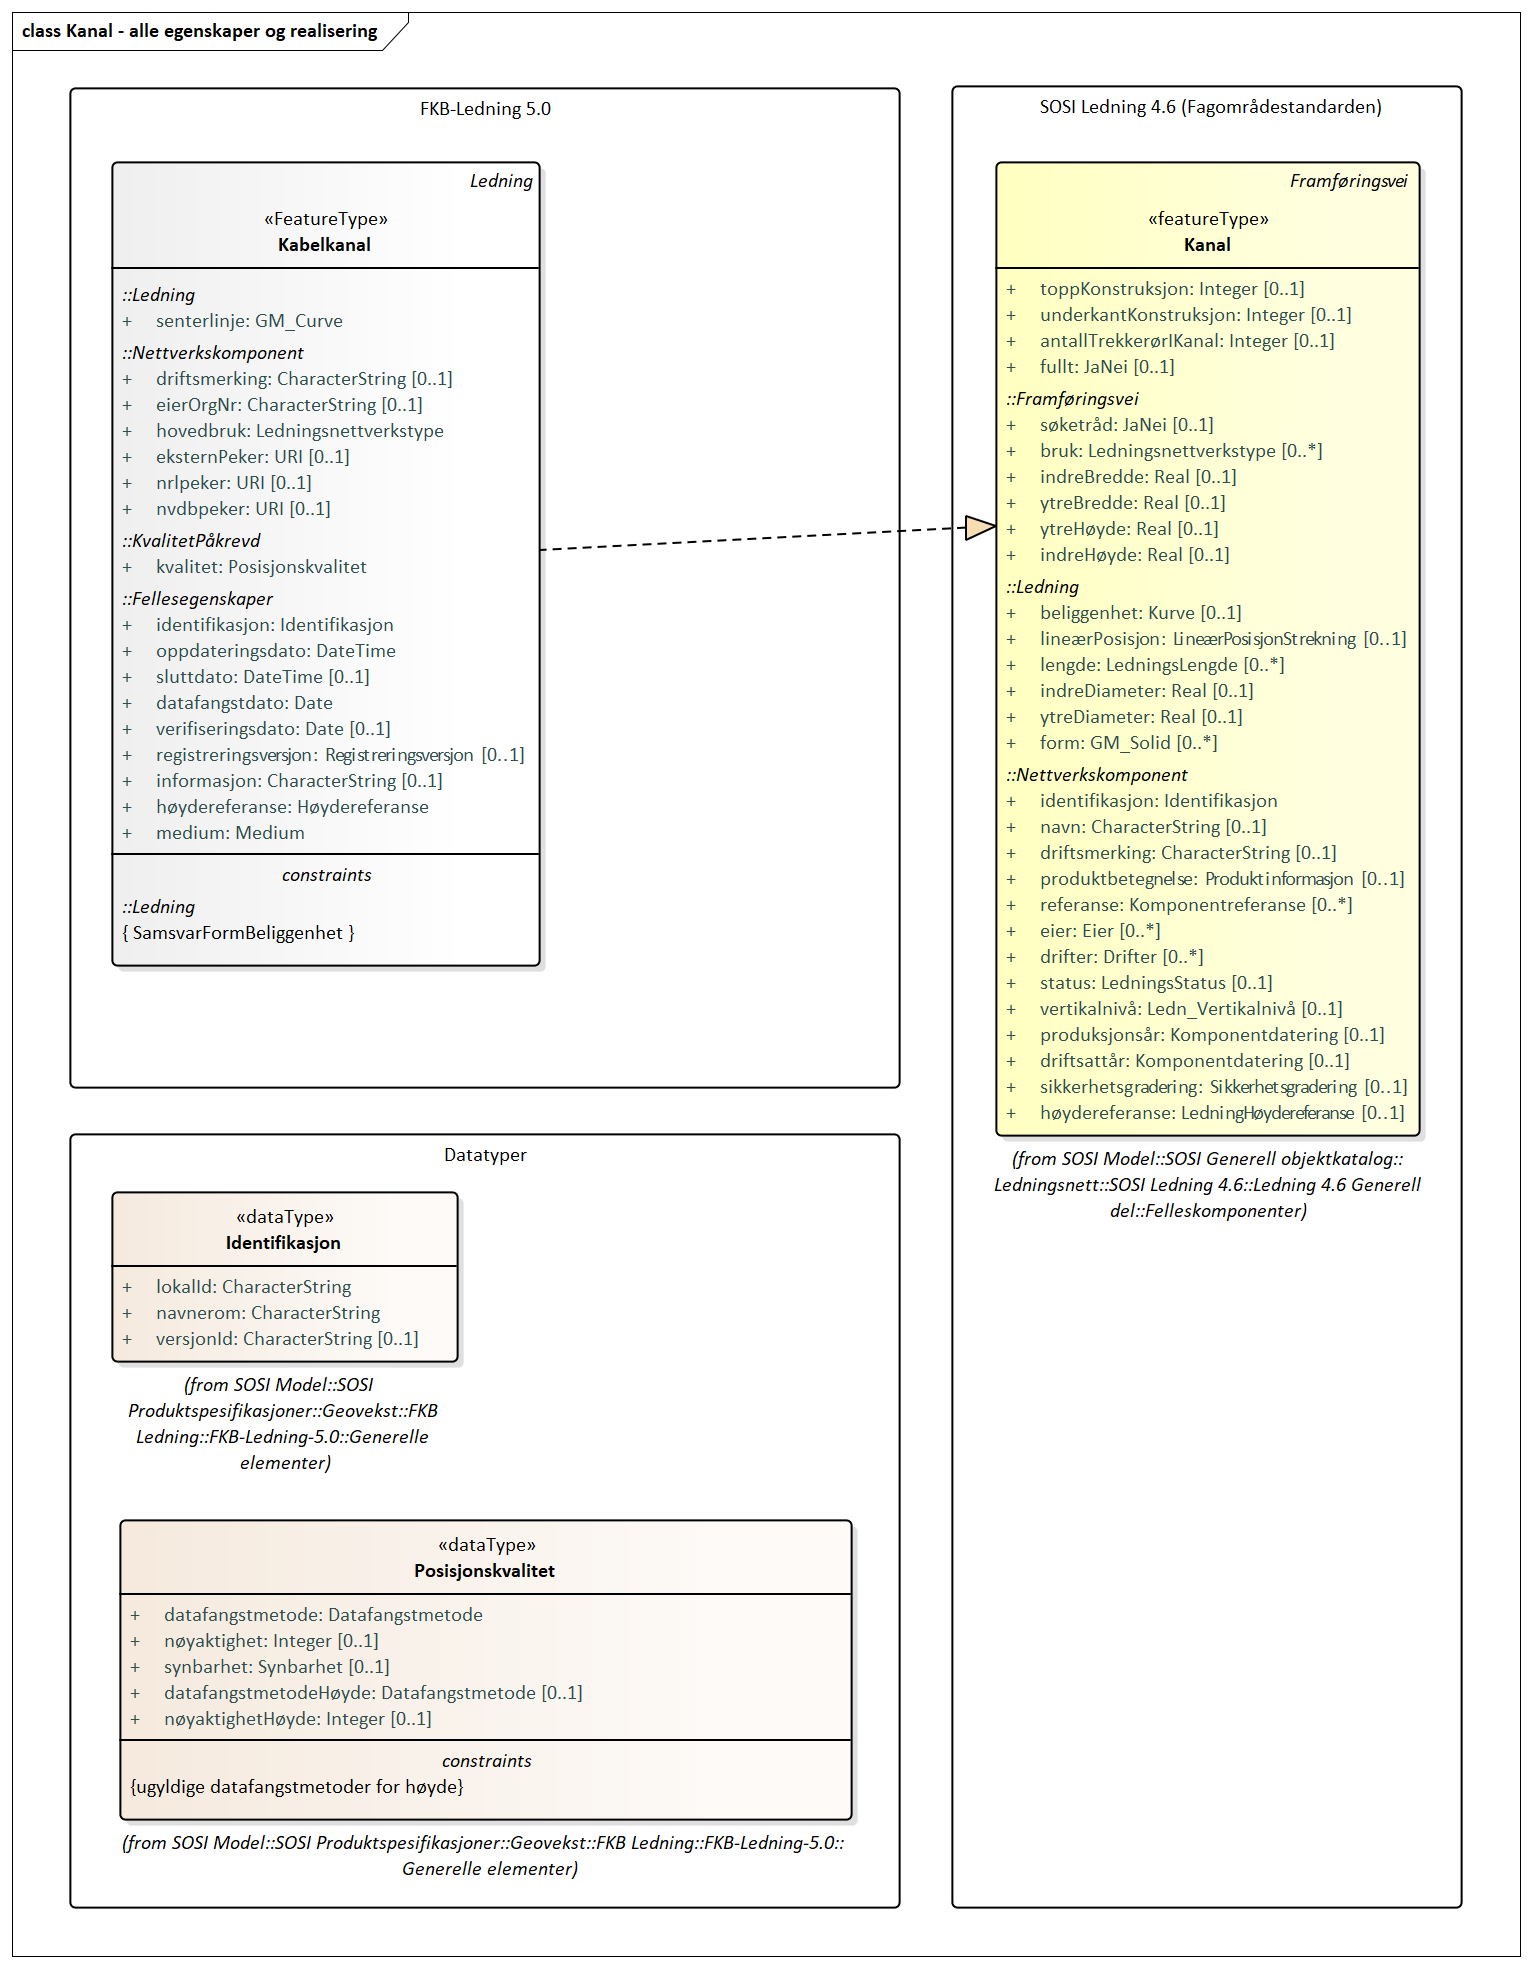 class Kanal - alle egenskaper og realisering
FKB-Ledning 5.0
Ledning
«FeatureType»
Kabelkanal
::Ledning
+ senterlinje: GM_Curve
::Nettverkskomponent
+ driftsmerking: CharacterString [0..1]
+ eierOrgNr: CharacterString [0..1]
+ hovedbruk: Ledningsnettverkstype
+ eksternPeker: URI [0..1]
+ nrlpeker: URI [0..1]
+ nvdbpeker: URI [0..1]
::KvalitetPåkrevd
+ kvalitet: Posisjonskvalitet
::Fellesegenskaper
+ identifikasjon: Identifikasjon
+ oppdateringsdato: DateTime
+ sluttdato: DateTime [0..1]
+ datafangstdato: Date
+ verifiseringsdato: Date [0..1]
+ registreringsversjon: Registreringsversjon [0..1]
+ informasjon: CharacterString [0..1]
+ høydereferanse: Høydereferanse
+ medium: Medium
constraints
::Ledning
{ SamsvarFormBeliggenhet }
SOSI Ledning 4.6 (Fagområdestandarden)
Framføringsvei
«featureType»
Kanal
+ toppKonstruksjon: Integer [0..1]
+ underkantKonstruksjon: Integer [0..1]
+ antallTrekkerørIKanal: Integer [0..1]
+ fullt: JaNei [0..1]
::Framføringsvei
+ søketråd: JaNei [0..1]
+ bruk: Ledningsnettverkstype [0..*]
+ indreBredde: Real [0..1]
+ ytreBredde: Real [0..1]
+ ytreHøyde: Real [0..1]
+ indreHøyde: Real [0..1]
::Ledning
+ beliggenhet: Kurve [0..1]
+ lineærPosisjon: LineærPosisjonStrekning [0..1]
+ lengde: LedningsLengde [0..*]
+ indreDiameter: Real [0..1]
+ ytreDiameter: Real [0..1]
+ form: GM_Solid [0..*]
::Nettverkskomponent
+ identifikasjon: Identifikasjon
+ navn: CharacterString [0..1]
+ driftsmerking: CharacterString [0..1]
+ produktbetegnelse: Produktinformasjon [0..1]
+ referanse: Komponentreferanse [0..*]
+ eier: Eier [0..*]
+ drifter: Drifter [0..*]
+ status: LedningsStatus [0..1]
+ vertikalnivå: Ledn_Vertikalnivå [0..1]
+ produksjonsår: Komponentdatering [0..1]
+ driftsattår: Komponentdatering [0..1]
+ sikkerhetsgradering: Sikkerhetsgradering [0..1]
+ høydereferanse: LedningHøydereferanse [0..1]
(from SOSI Model::SOSI Generell objektkatalog::
Ledningsnett::SOSI Ledning 4.6::Ledning 4.6 Generell
del::Felleskomponenter)
Datatyper
«dataType»
Identifikasjon
+ lokalId: CharacterString
+ navnerom: CharacterString
+ versjonId: CharacterString [0..1]
(from SOSI Model::SOSI
Produktspesifikasjoner::Geovekst::FKB
Ledning::FKB-Ledning-5.0::Generelle
elementer)
«dataType»
Posisjonskvalitet
+ datafangstmetode: Datafangstmetode
+ nøyaktighet: Integer [0..1]
+ synbarhet: Synbarhet [0..1]
+ datafangstmetodeHøyde: Datafangstmetode [0..1]
+ nøyaktighetHøyde: Integer [0..1]
constraints
{ugyldige datafangstmetoder for høyde}
(from SOSI Model::SOSI Produktspesifikasjoner::Geovekst::FKB Ledning::FKB-Ledning-5.0::
Generelle elementer)